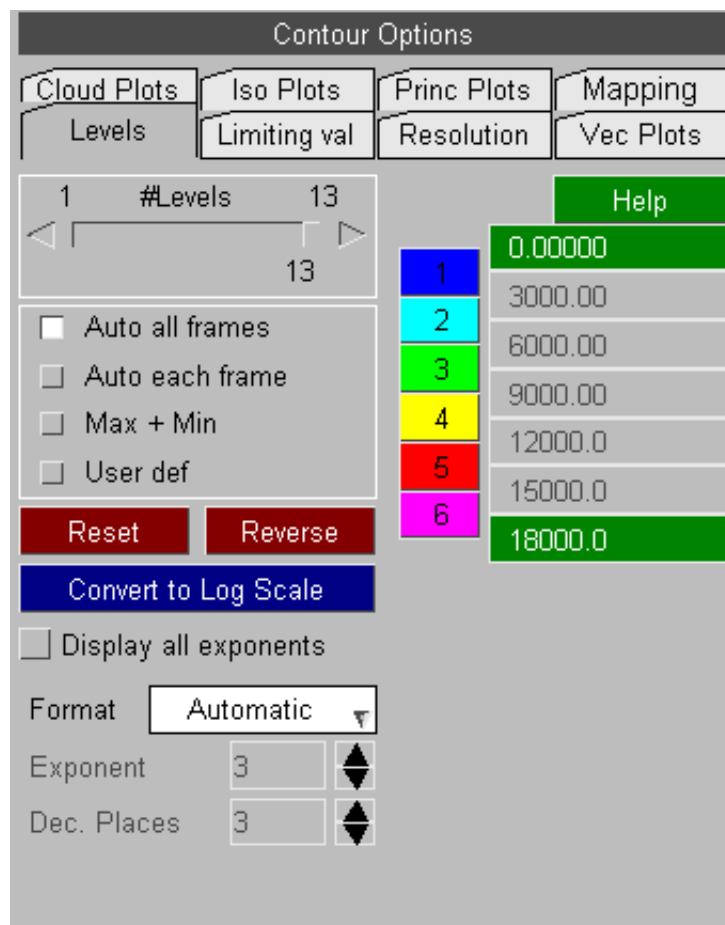 Contour Options
Cloud Plots Iso Plots Princ Plots Mapping
Levels Limiting val Resolution Vec Plots
1 #Levels 13
13
Help
Auto all frames
Auto each frame
Max + Min
User def
1
2
3
4
5
6
0.00000
3000.00
6000.00
9000.00
12000.0
15000.0
18000.0
Reset Reverse
Convert to Log Scale
Display all exponents
Format Automatic
Exponent 3
Dec. Places 3